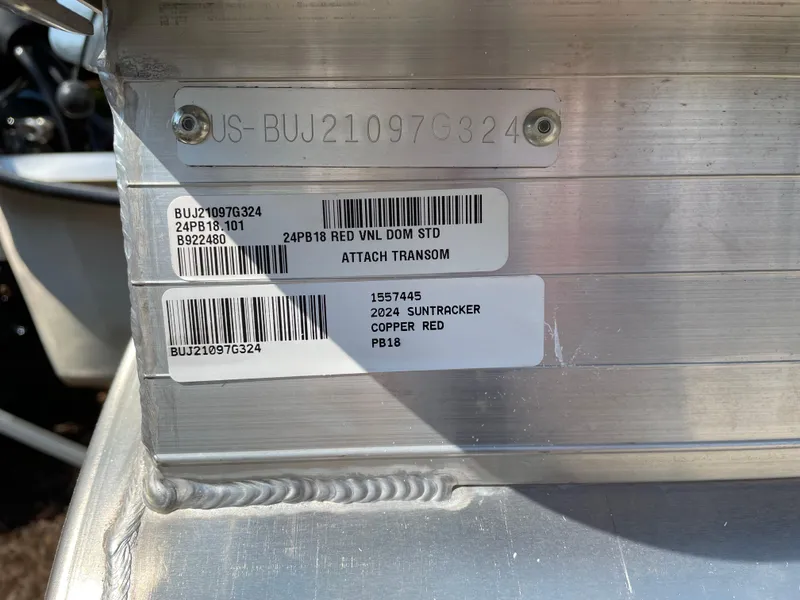 US-BUJ21097G324
BUJ21097G324
24PB18.101
B922480
24PB18 RED VNL DOM STD
ATTACH TRANSOM
BUJ21097G324
1557445
2024 SUNTRACKER
COPPER RED
PB18